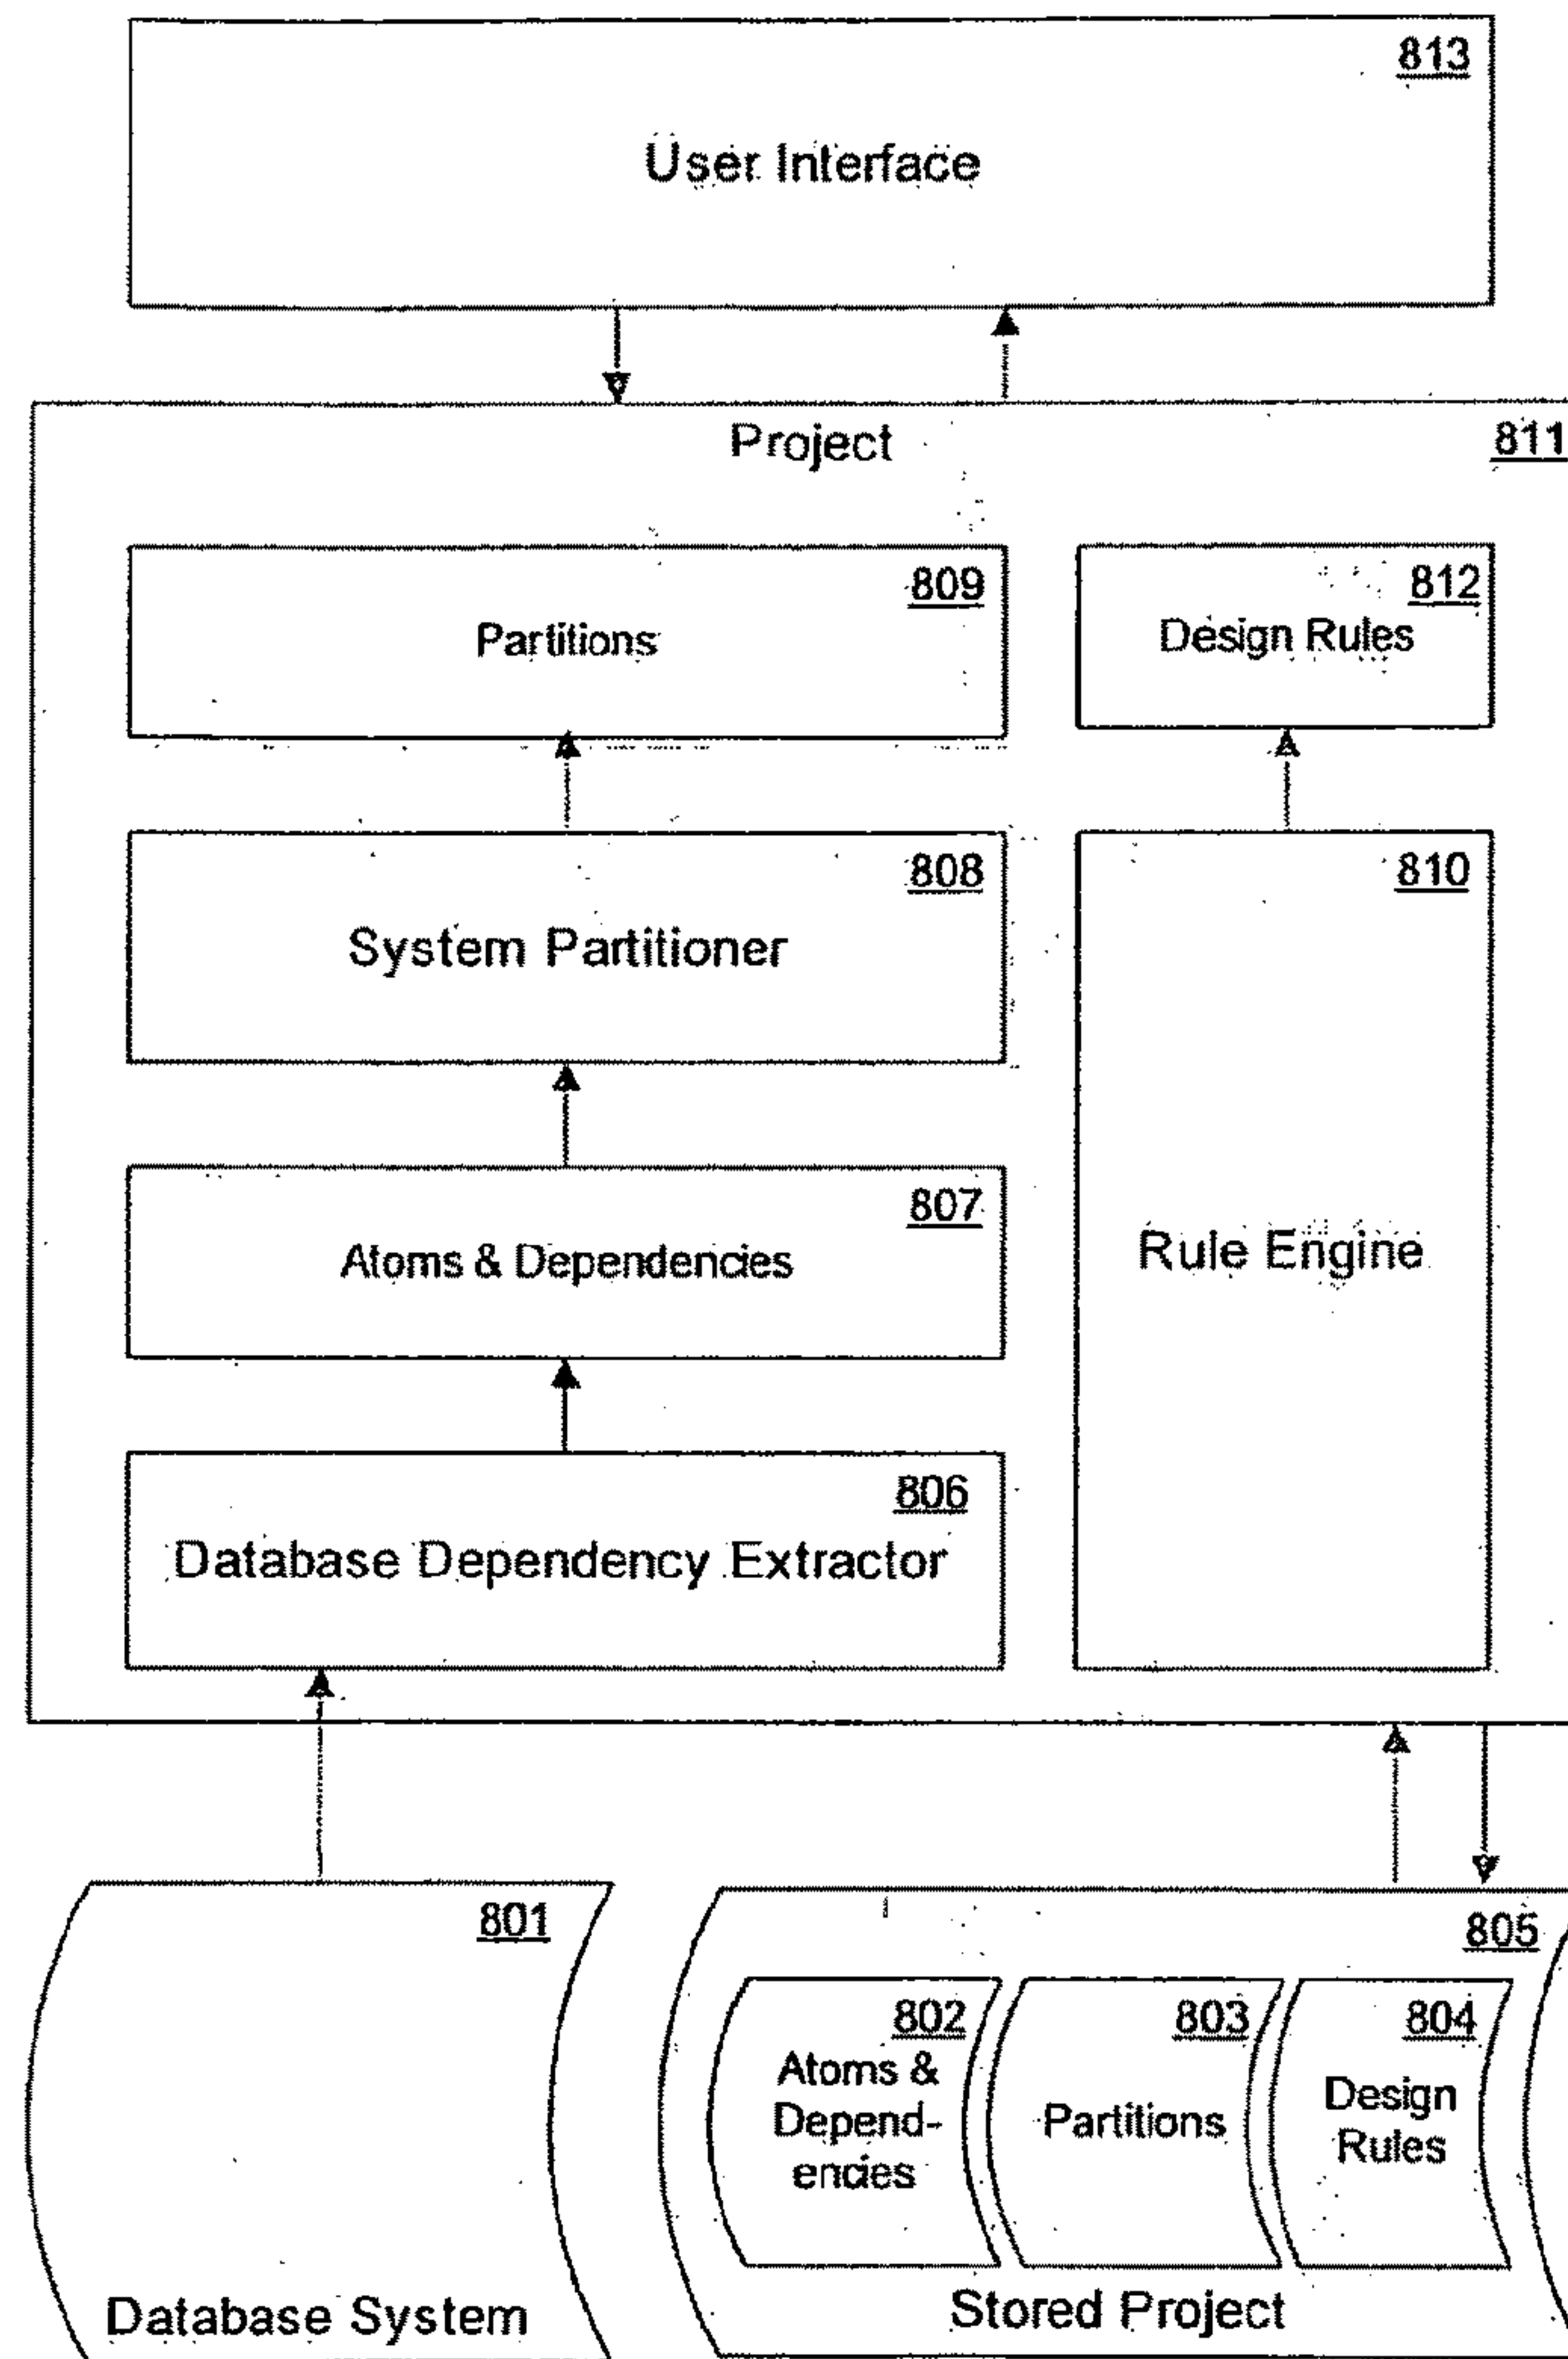 813
User Interface
Project
811
809
Partitions
812
Design Rules
808
System Partitioner
810
Rule Engine
807
Atoms & Dependencies
806
Database Dependency Extractor
801
Database System
805
802
Atoms &
Depend-
encies
803
Partitions
804
Design
Rules
Stored Project